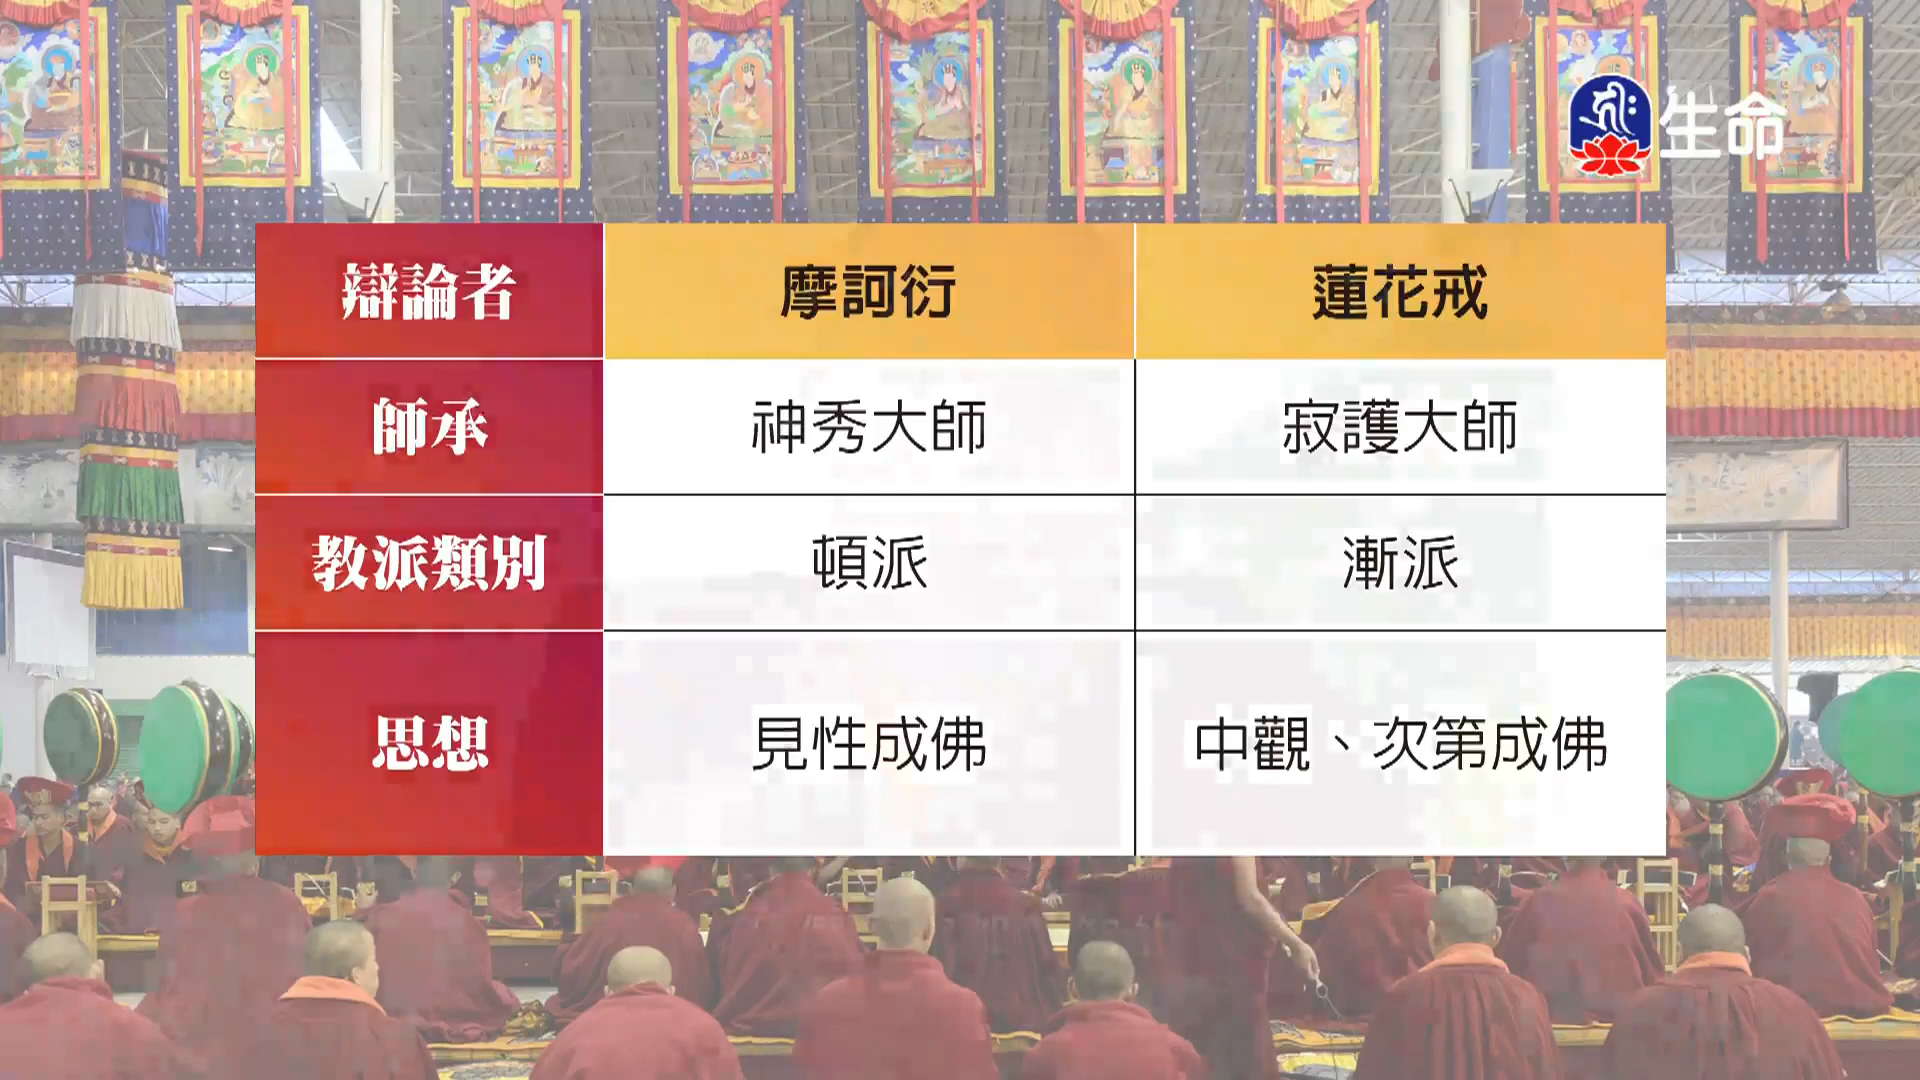 生命
辯論者 摩訶衍 蓮花戒
師承 神秀大師 寂護大師
教派類別 頓派 漸派
思想 見性成佛 中觀、次第成佛